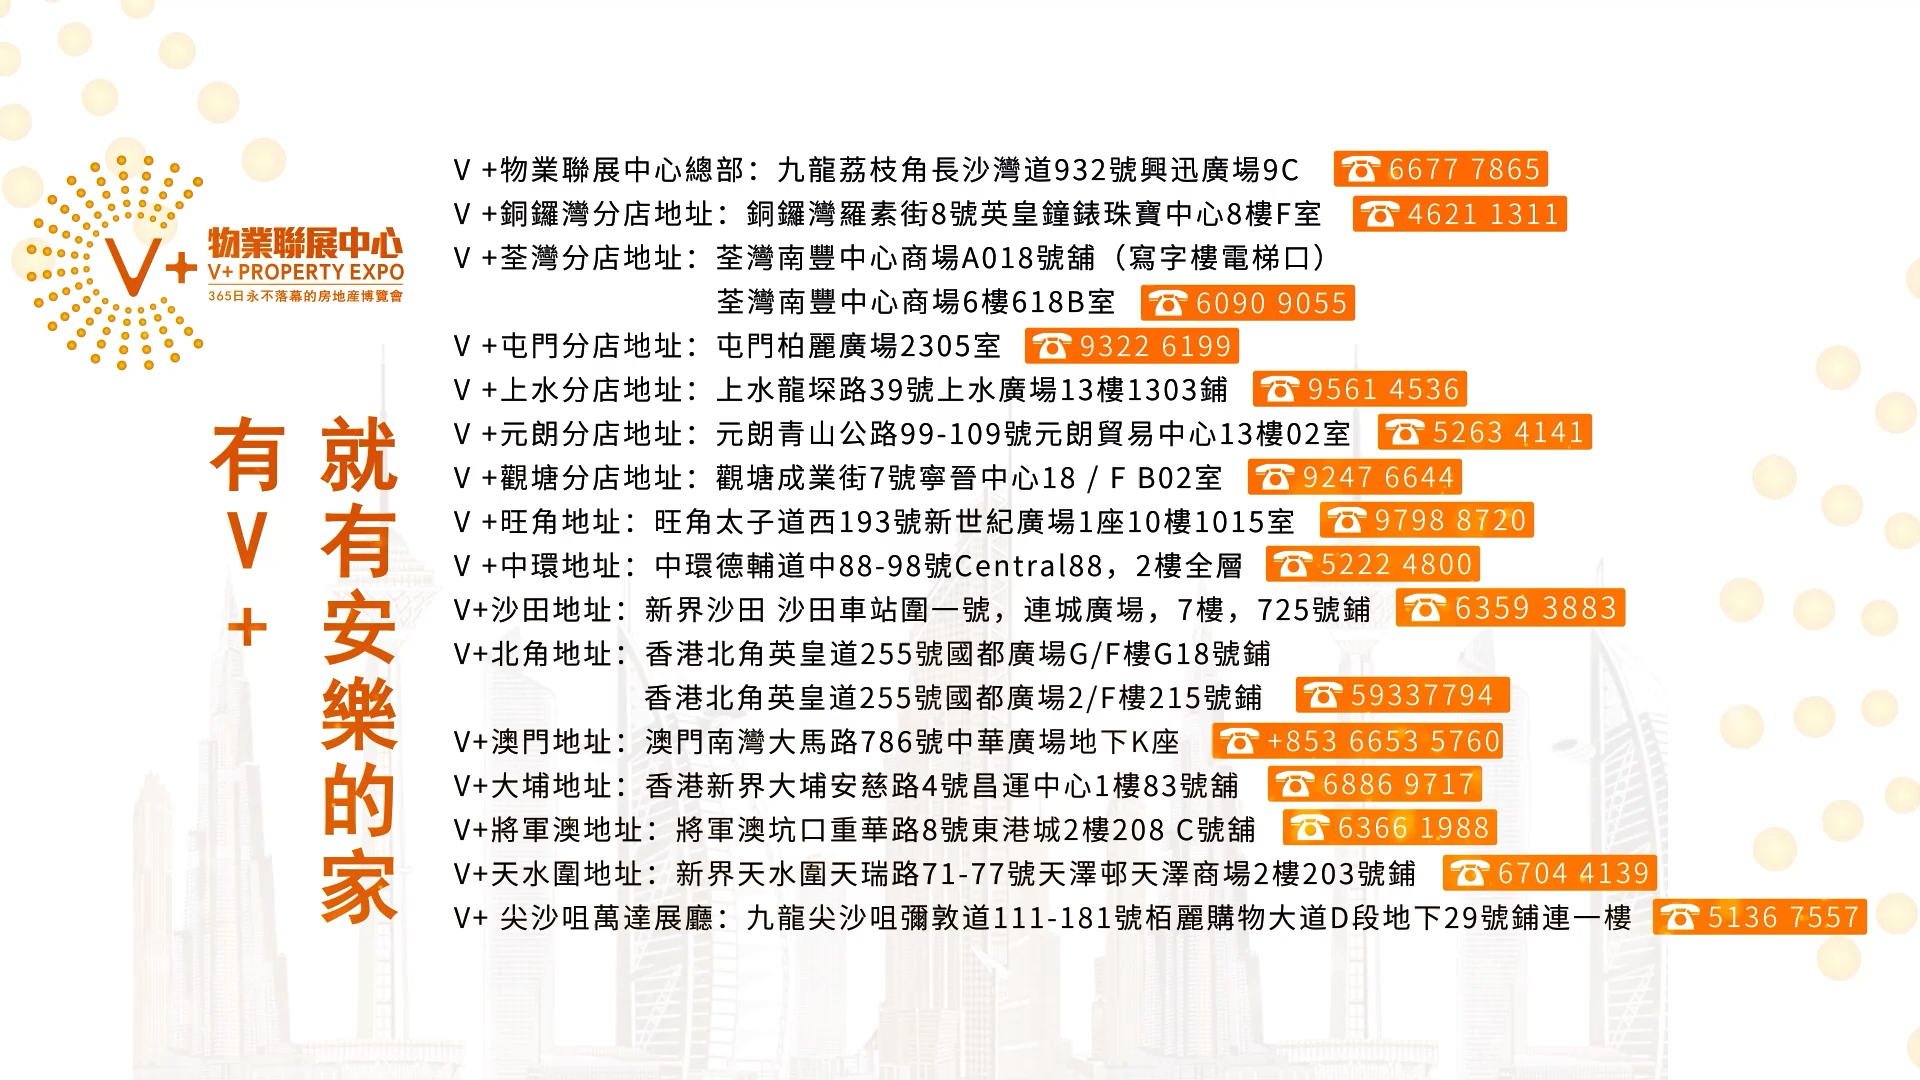 物業聯展中心
V+ PROPERTY EXPO
365日永不落幕的房地産博覽會
有V+
就有安樂的家
V +物業聯展中心總部：九龍荔枝角長沙灣道932號興迅廣場9C ☎ 6677 7865
V +銅鑼灣分店地址：銅鑼灣羅素街8號英皇鐘錶珠寶中心8樓F室 ☎ 4621 1311
V +荃灣分店地址：荃灣南豐中心商場A018號舖（寫字樓電梯口）
荃灣南豐中心商場6樓618B室 ☎ 6090 9055
V +屯門分店地址：屯門柏麗廣場2305室 ☎ 9322 6199
V +上水分店地址：上水龍堔路39號上水廣場13樓1303鋪 ☎ 9561 4536
V +元朗分店地址：元朗青山公路99-109號元朗貿易中心13樓02室 ☎ 5263 4141
V +觀塘分店地址：觀塘成業街7號寧晉中心18 / F B02室 ☎ 9247 6644
V +旺角地址：旺角太子道西193號新世紀廣場1座10樓1015室 ☎ 9798 8720
V +中環地址：中環德輔道中88-98號Central88，2樓全層 ☎ 5222 4800
V+沙田地址：新界沙田 沙田車站圍一號，連城廣場，7樓，725號鋪 ☎ 6359 3883
V+北角地址：香港北角英皇道255號國都廣場G/F樓G18號鋪
香港北角英皇道255號國都廣場2/F樓215號鋪 ☎ 59337794
V+澳門地址：澳門南灣大馬路786號中華廣場地下K座 ☎ +853 6653 5760
V+大埔地址：香港新界大埔安慈路4號昌運中心1樓83號舖 ☎ 6886 9717
V+將軍澳地址：將軍澳坑口重華路8號東港城2樓208 C號舖 ☎ 6366 1988
V+天水圍地址：新界天水圍天瑞路71-77號天澤邨天澤商場2樓203號鋪 ☎ 6704 4139
V+ 尖沙咀萬達展廳：九龍尖沙咀彌敦道111-181號栢麗購物大道D段地下29號鋪連一樓 ☎ 5136 7557